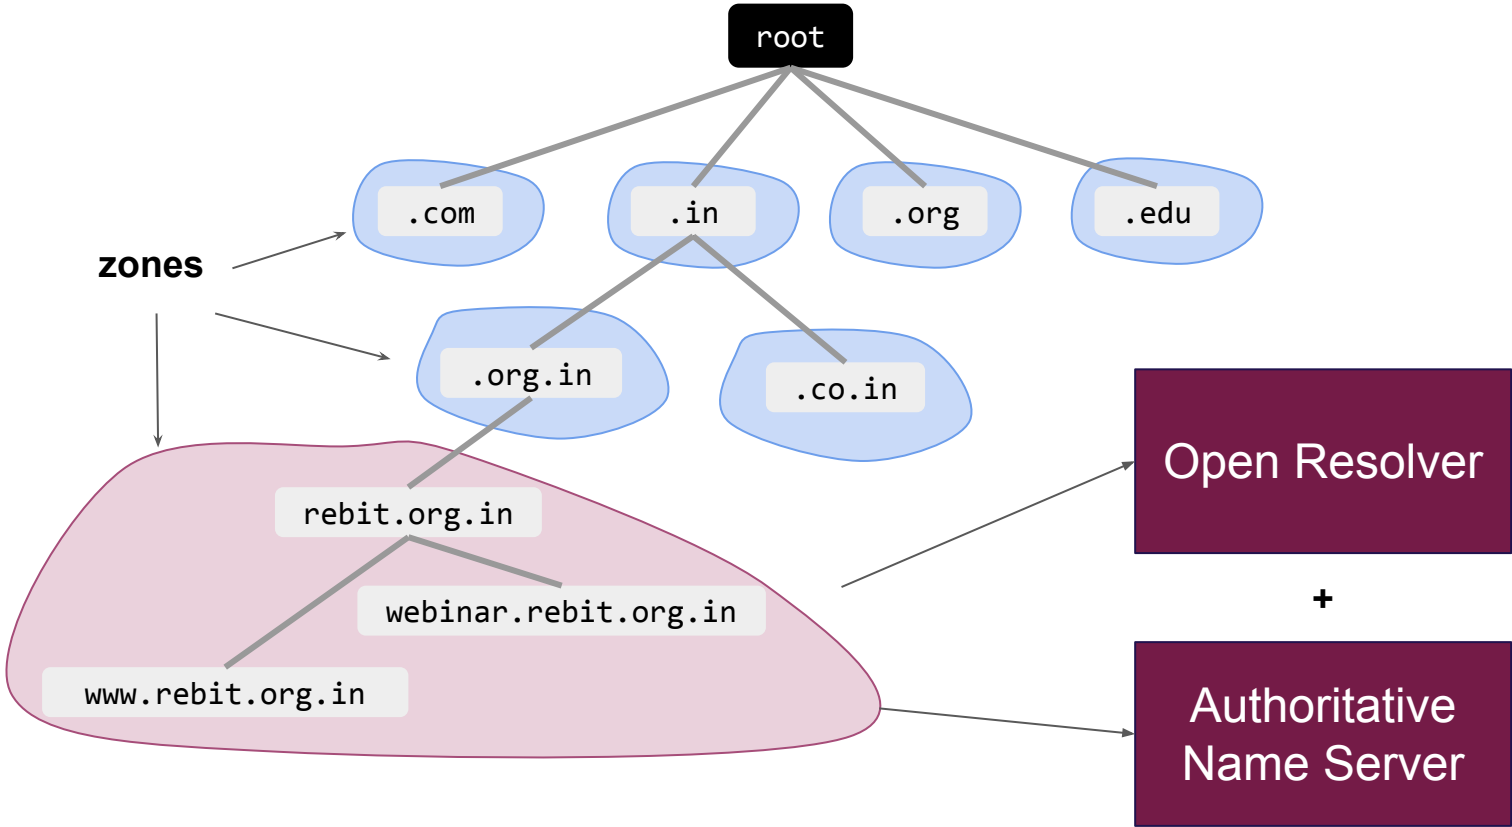 root
.com
.in
.org
.edu
zones
.org.in
.co.in
Open Resolver
rebit.org.in
+
webinar.rebit.org.in
www.rebit.org.in
Authoritative
Name Server